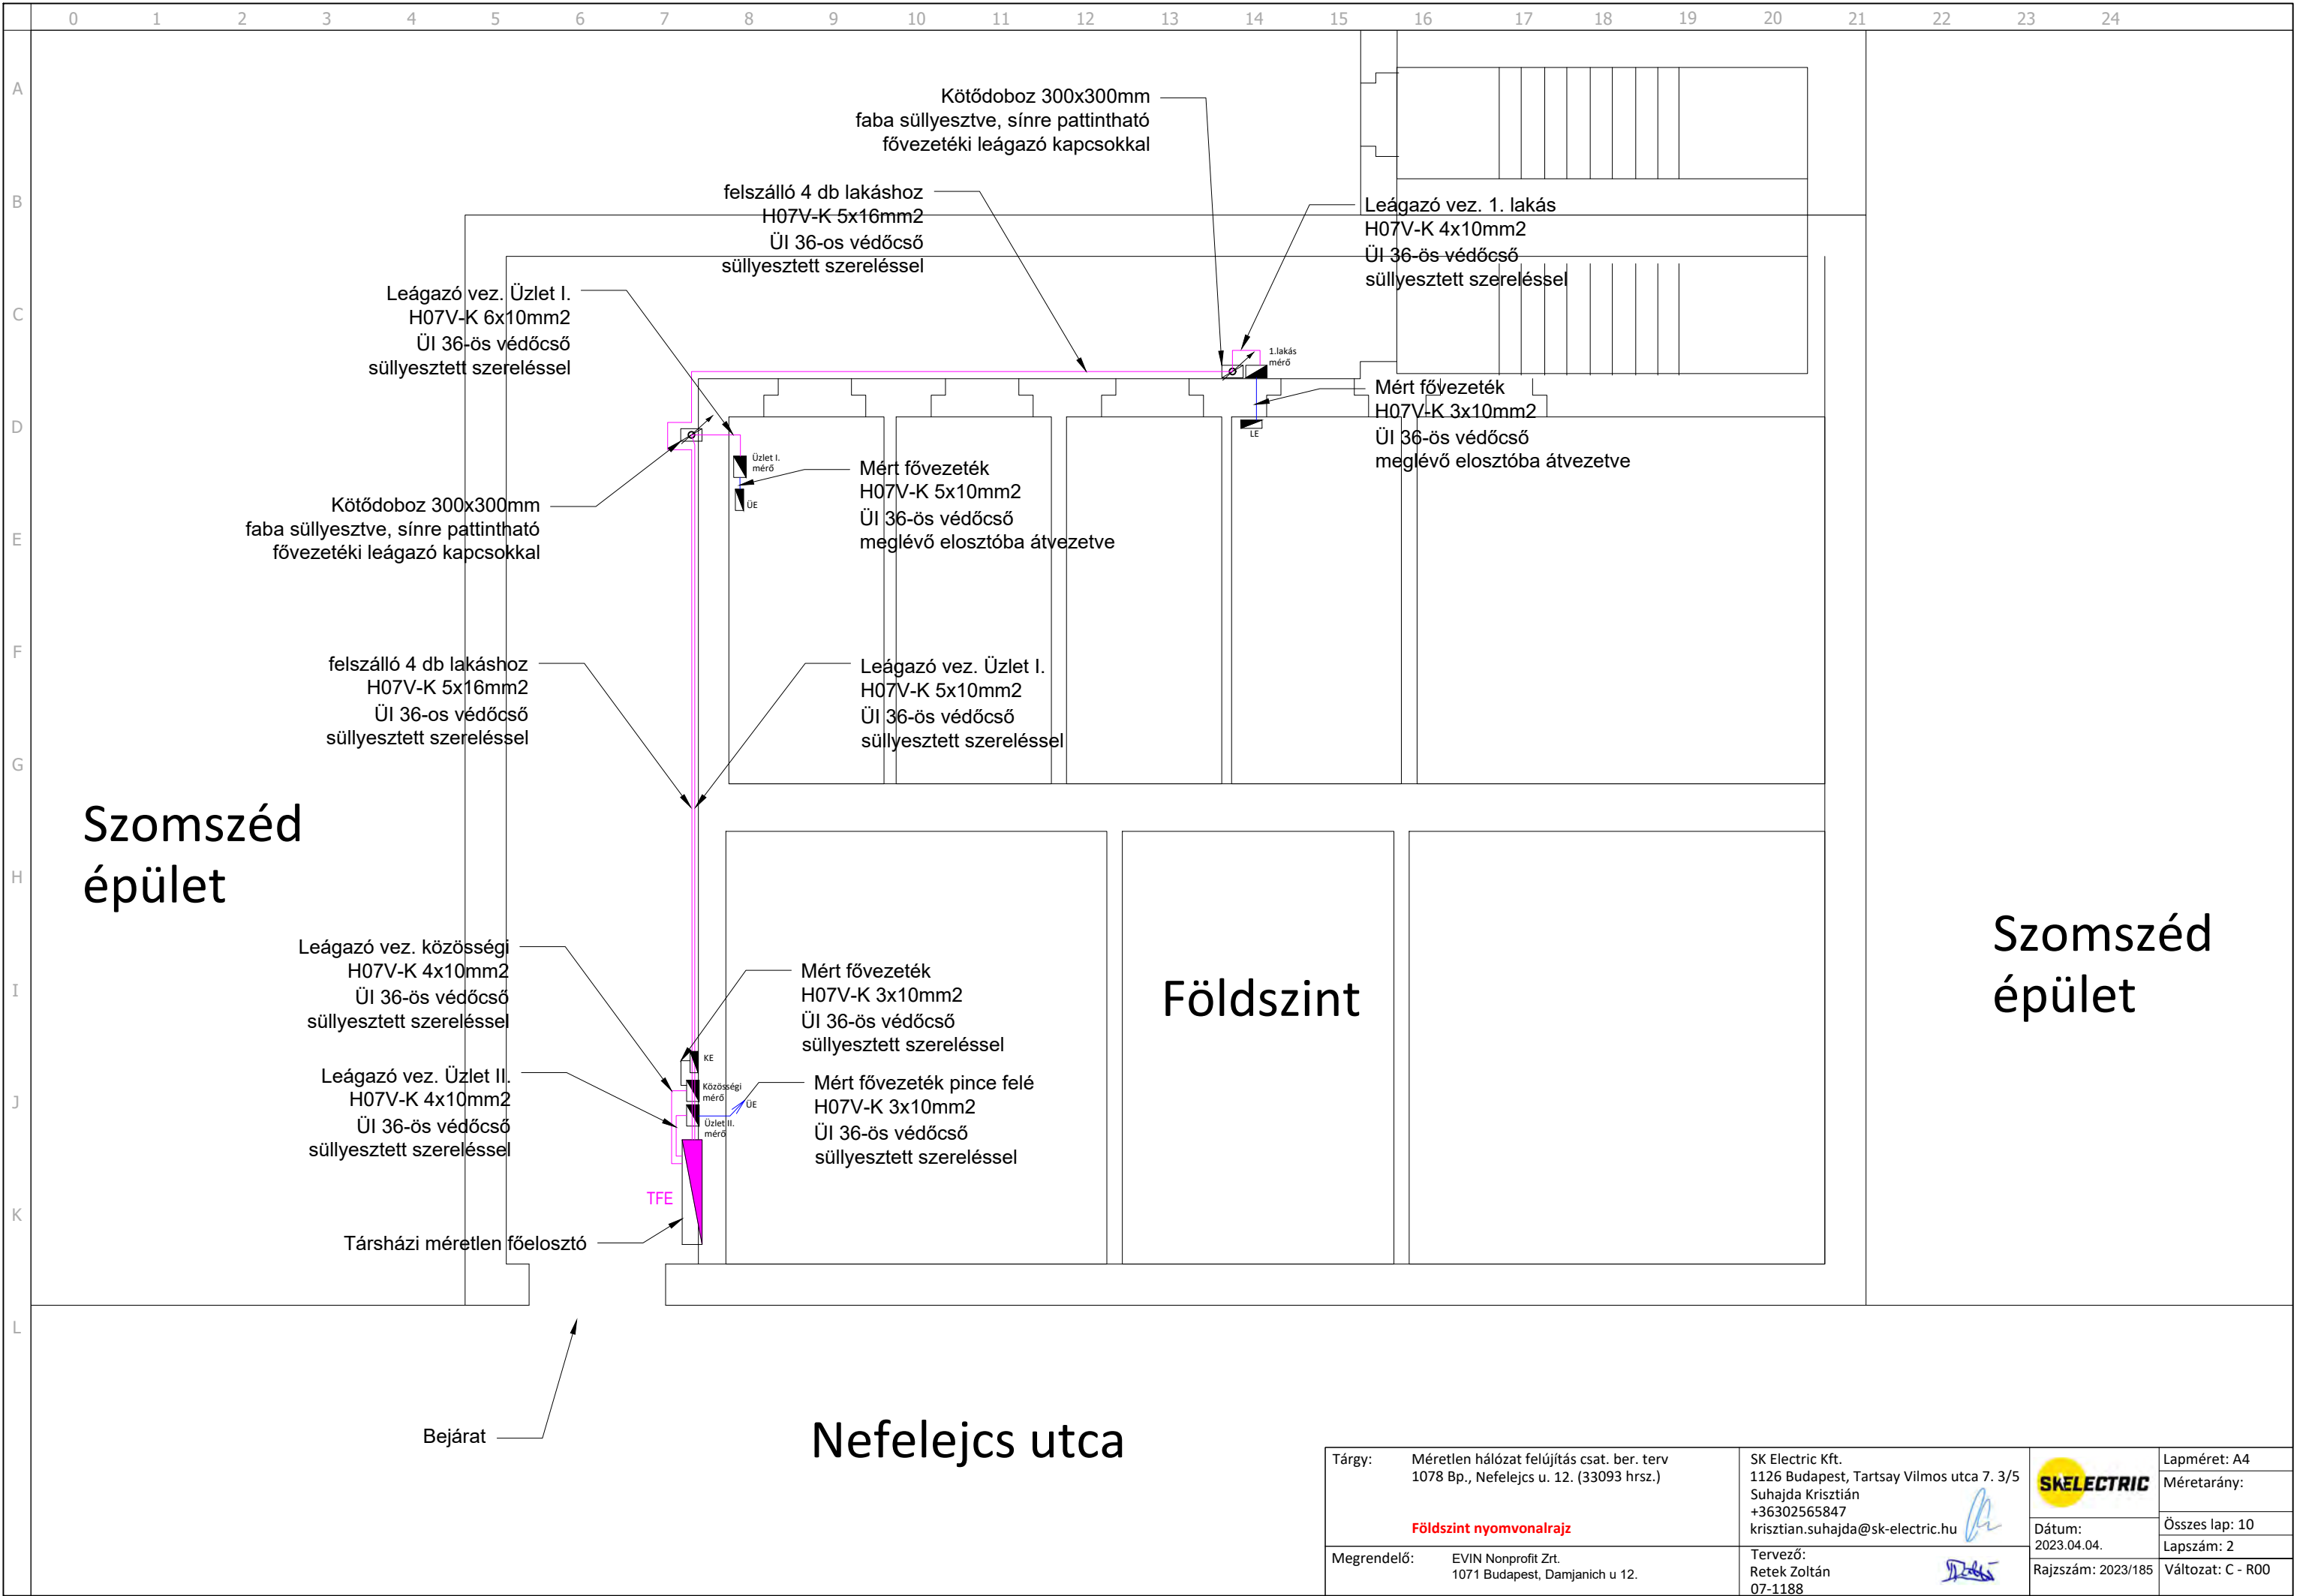 0 1 2 3 4 5 6 7 8 9 10 11 12 13 14 15 16 17 18 19 20 21 22 23 24
A
B
C
D
E
F
G
H
I
J
K
L
Kötődoboz 300x300mm
faba süllyesztve, sínre pattintható
fővezetéki leágazó kapcsokkal
felszálló 4 db lakáshoz
H07V-K 5x16mm2
ÜI 36-os védőcső
süllyesztett szereléssel
Leágazó vez. 1. lakás
H07V-K 4x10mm2
ÜI 36-ös védőcső
süllyesztett szereléssel
Leágazó vez. Üzlet I.
H07V-K 6x10mm2
ÜI 36-ös védőcső
süllyesztett szereléssel
1.lakás
mérő
LE
Mért fővezeték
H07V-K 3x10mm2
ÜI 36-ös védőcső
meglévő elosztóba átvezetve
Üzlet I.
mérő
ÜE
Mért fővezeték
H07V-K 5x10mm2
ÜI 36-ös védőcső
meglévő elosztóba átvezetve
Kötődoboz 300x300mm
faba süllyesztve, sínre pattintható
fővezetéki leágazó kapcsokkal
felszálló 4 db lakáshoz
H07V-K 5x16mm2
ÜI 36-os védőcső
süllyesztett szereléssel
Leágazó vez. Üzlet I.
H07V-K 5x10mm2
ÜI 36-ös védőcső
süllyesztett szereléssel
Szomszéd
épület
Leágazó vez. közösségi
H07V-K 4x10mm2
ÜI 36-ös védőcső
süllyesztett szereléssel
Mért fővezeték
H07V-K 3x10mm2
ÜI 36-ös védőcső
süllyesztett szereléssel
Földszint
Szomszéd
épület
KE
Közösségi
mérő
ÜE
Üzlet II.
mérő
Leágazó vez. Üzlet II.
H07V-K 4x10mm2
ÜI 36-ös védőcső
süllyesztett szereléssel
Mért fővezeték pince felé
H07V-K 3x10mm2
ÜI 36-ös védőcső
süllyesztett szereléssel
TFE
Társházi méretlen főelosztó
Bejárat
Nefelejcs utca
Tárgy: Méretlen hálózat felújítás csat. ber. terv
1078 Bp., Nefelejcs u. 12. (33093 hrsz.)
Földszint nyomvonalrajz
Megrendelő: EVIN Nonprofit Zrt.
1071 Budapest, Damjanich u 12.
SK Electric Kft.
1126 Budapest, Tartsay Vilmos utca 7. 3/5
Suhajda Krisztián
+36302565847
krisztian.suhajda@sk-electric.hu
Tervező:
Retek Zoltán
07-1188
SKELECTRIC
Dátum:
2023.04.04.
Rajzszám: 2023/185
Lapméret: A4
Méretarány:
Összes lap: 10
Lapszám: 2
Változat: C - R00